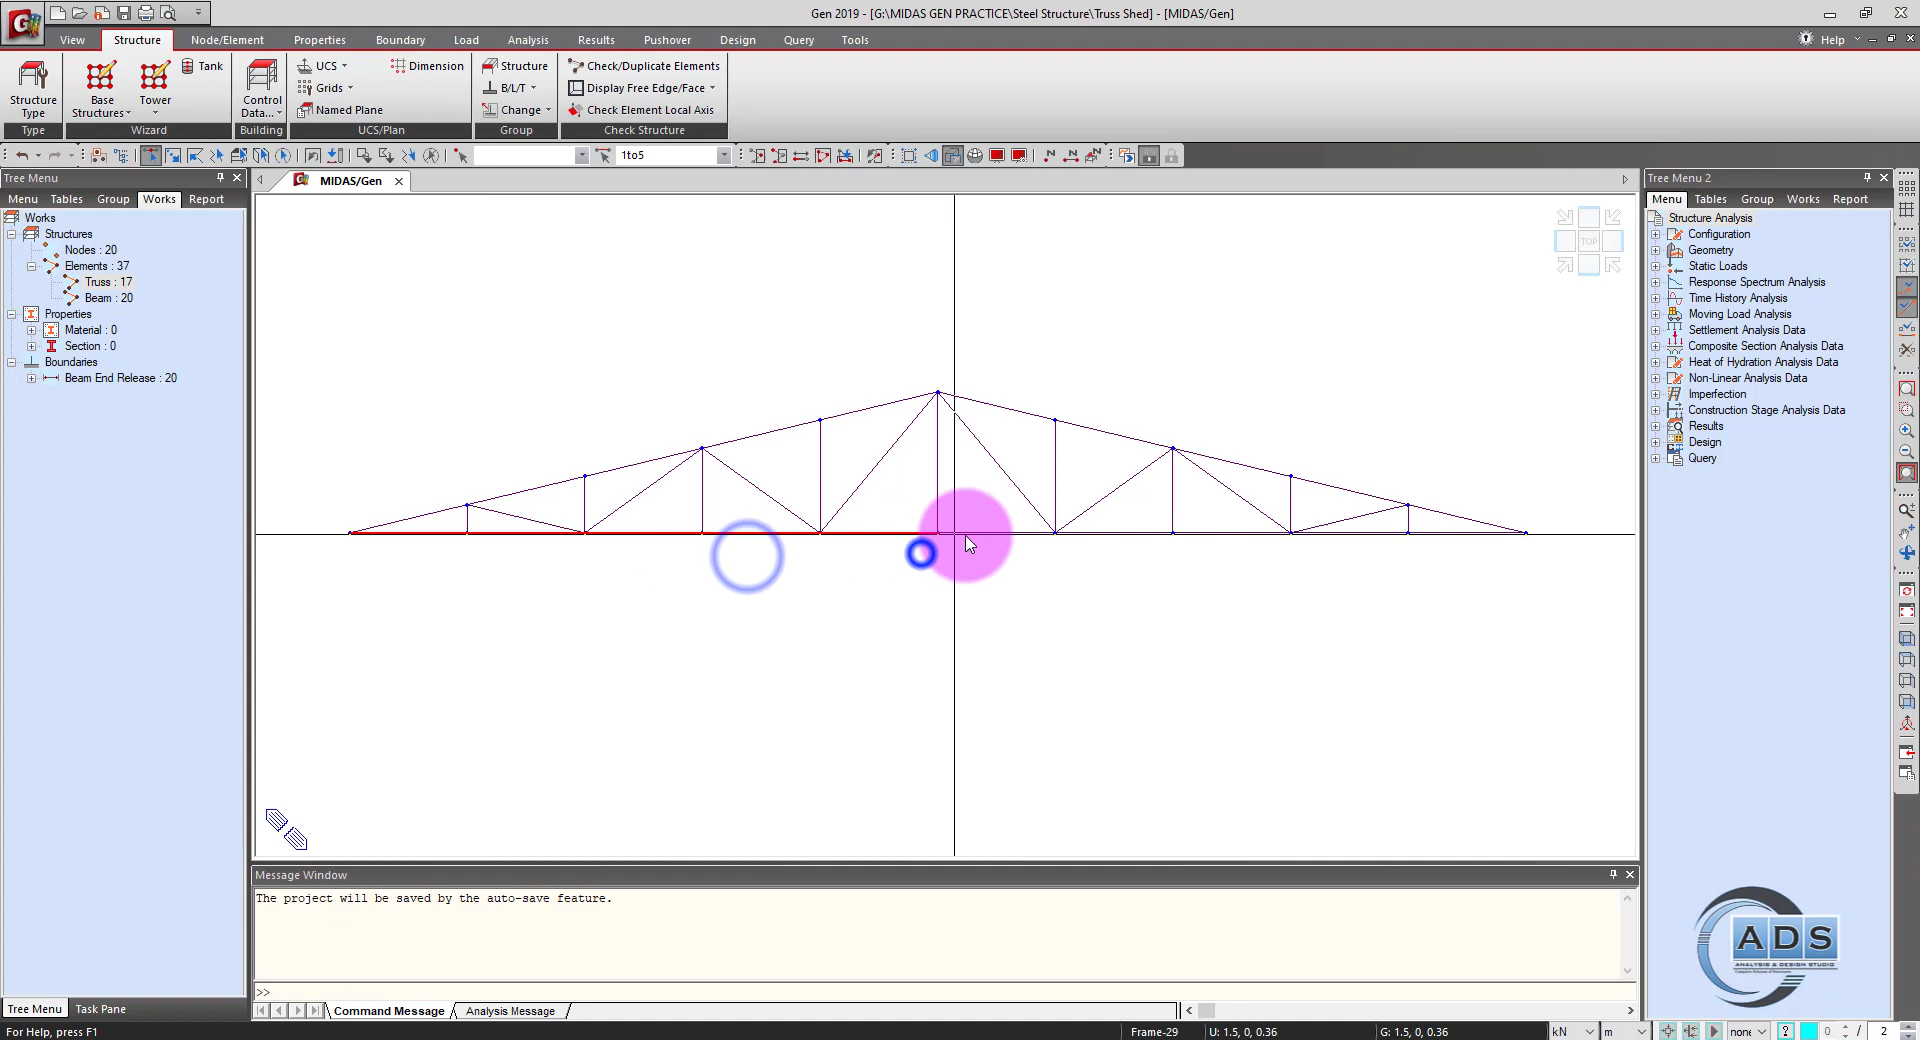 Gen 2019 - [G:\MIDAS GEN PRACTICE\Steel Structure\Truss Shed] - [MIDAS/Gen]
View Structure Node/Element Properties Boundary Load Analysis Results Pushover Design Query Tools Help
Structure Type
Type
Base Structures
Tower
Tank
Wizard
Control Data...
Building
UCS
Dimension
Grids
Named Plane
UCS/Plan
Structure
B/L/T
Change
Group
Check/Duplicate Elements
Display Free Edge/Face
Check Element Local Axis
Check Structure
1to5
Tree Menu
Menu Tables Group Works Report
Works
Structures
Nodes : 20
Elements : 37
Truss : 17
Beam : 20
Properties
Material : 0
Section : 0
Boundaries
Beam End Release : 20
Tree Menu Task Pane
MIDAS/Gen
TOP
Message Window
The project will be saved by the auto-save feature.
>>
Command Message Analysis Message
Tree Menu 2
Menu Tables Group Works Report
Structure Analysis
Configuration
Geometry
Static Loads
Response Spectrum Analysis
Time History Analysis
Moving Load Analysis
Settlement Analysis Data
Composite Section Analysis Data
Heat of Hydration Analysis Data
Non-Linear Analysis Data
Imperfection
Construction Stage Analysis Data
Results
Design
Query
ADS
ANALYSIS & DESIGN STUDIO
For Help, press F1
Frame-29
U: 1.5, 0, 0.36
G: 1.5, 0, 0.36
kN
m
none
?
0 / 2